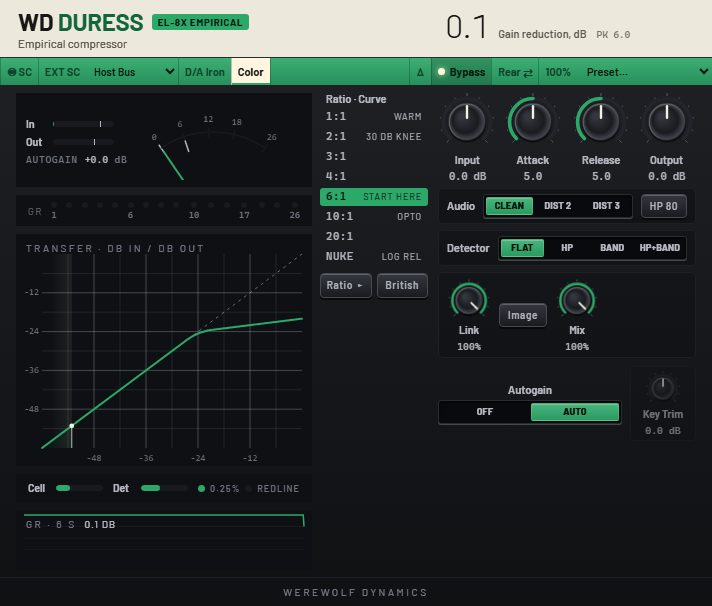 WD DURESS EL-8X EMPIRICAL
Empirical compressor
0.1 Gain reduction, dB PK 6.0
SC EXT SC Host Bus D/A Iron Color Δ Bypass Rear ⇄ 100% Preset...
In
Out
AUTOGAIN +0.0 dB
0 6 12 18 26
GR 1 6 10 17 26
TRANSFER · DB IN / DB OUT
-12
-24
-36
-48
-48 -36 -24 -12
Cell Det 0.25% REDLINE
GR · 6 S 0.1 DB
Ratio · Curve
1:1 WARM
2:1 30 DB KNEE
3:1
4:1
6:1 START HERE
10:1 OPTO
20:1
NUKE LOG REL
Ratio ▸ British
Input Attack Release Output
0.0 dB 5.0 5.0 0.0 dB
Audio CLEAN DIST 2 DIST 3 HP 80
Detector FLAT HP BAND HP+BAND
Link Image Mix
100% 100%
Autogain
OFF AUTO
Key Trim
0.0 dB
WEREWOLF DYNAMICS